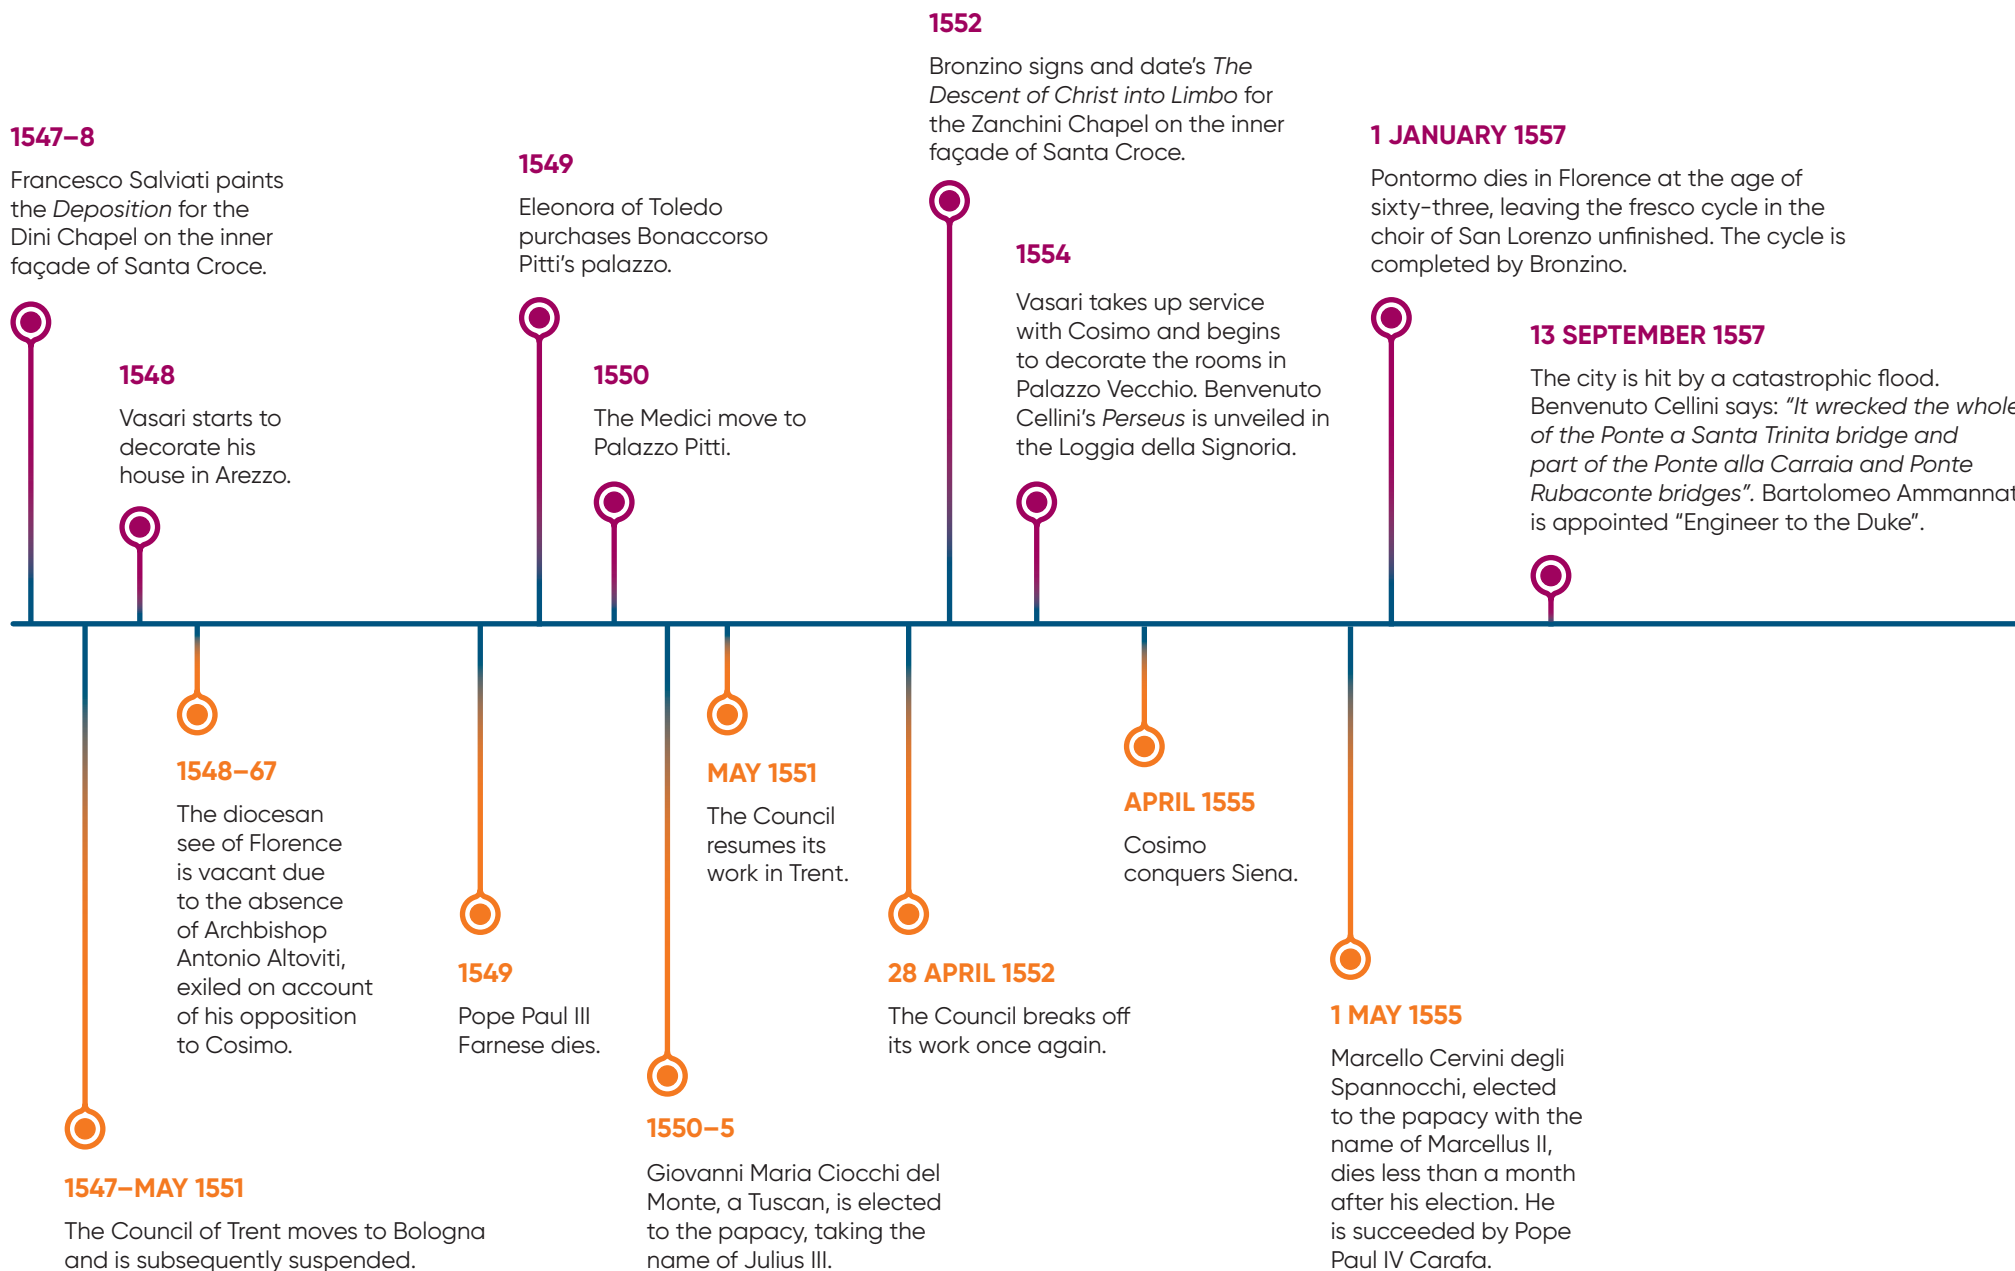 1547–8
Francesco Salviati paints
the Deposition for the
Dini Chapel on the inner
façade of Santa Croce.
1548
Vasari starts to
decorate his
house in Arezzo.
1549
Eleonora of Toledo
purchases Bonaccorso
Pitti’s palazzo.
1550
The Medici move to
Palazzo Pitti.
1552
Bronzino signs and date’s The
Descent of Christ into Limbo for
the Zanchini Chapel on the inner
façade of Santa Croce.
1554
Vasari takes up service
with Cosimo and begins
to decorate the rooms in
Palazzo Vecchio. Benvenuto
Cellini’s Perseus is unveiled in
the Loggia della Signoria.
1 JANUARY 1557
Pontormo dies in Florence at the age of
sixty-three, leaving the fresco cycle in the
choir of San Lorenzo unfinished. The cycle is
completed by Bronzino.
13 SEPTEMBER 1557
The city is hit by a catastrophic flood.
Benvenuto Cellini says: “It wrecked the whole
of the Ponte a Santa Trinita bridge and
part of the Ponte alla Carraia and Ponte
Rubaconte bridges”. Bartolomeo Ammannat
is appointed “Engineer to the Duke”.
1547–MAY 1551
The Council of Trent moves to Bologna
and is subsequently suspended.
1548–67
The diocesan
see of Florence
is vacant due
to the absence
of Archbishop
Antonio Altoviti,
exiled on account
of his opposition
to Cosimo.
1549
Pope Paul III
Farnese dies.
1550–5
Giovanni Maria Ciocchi del
Monte, a Tuscan, is elected
to the papacy, taking the
name of Julius III.
MAY 1551
The Council
resumes its
work in Trent.
28 APRIL 1552
The Council breaks off
its work once again.
APRIL 1555
Cosimo
conquers Siena.
1 MAY 1555
Marcello Cervini degli
Spannocchi, elected
to the papacy with the
name of Marcellus II,
dies less than a month
after his election. He
is succeeded by Pope
Paul IV Carafa.